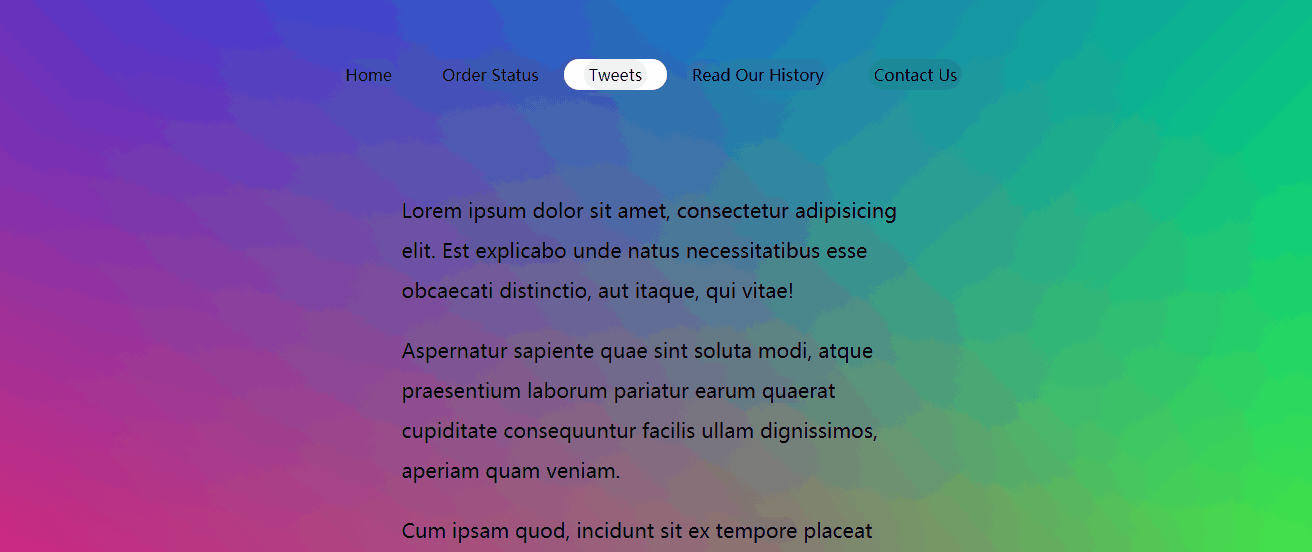 Home Order Status Tweets Read Our History Contact Us
Lorem ipsum dolor sit amet, consectetur adipisicing
elit. Est explicabo unde natus necessitatibus esse
obcaecati distinctio, aut itaque, qui vitae!
Aspernatur sapiente quae sint soluta modi, atque
praesentium laborum pariatur earum quaerat
cupiditate consequuntur facilis ullam dignissimos,
aperiam quam veniam.
Cum ipsam quod, incidunt sit ex tempore placeat